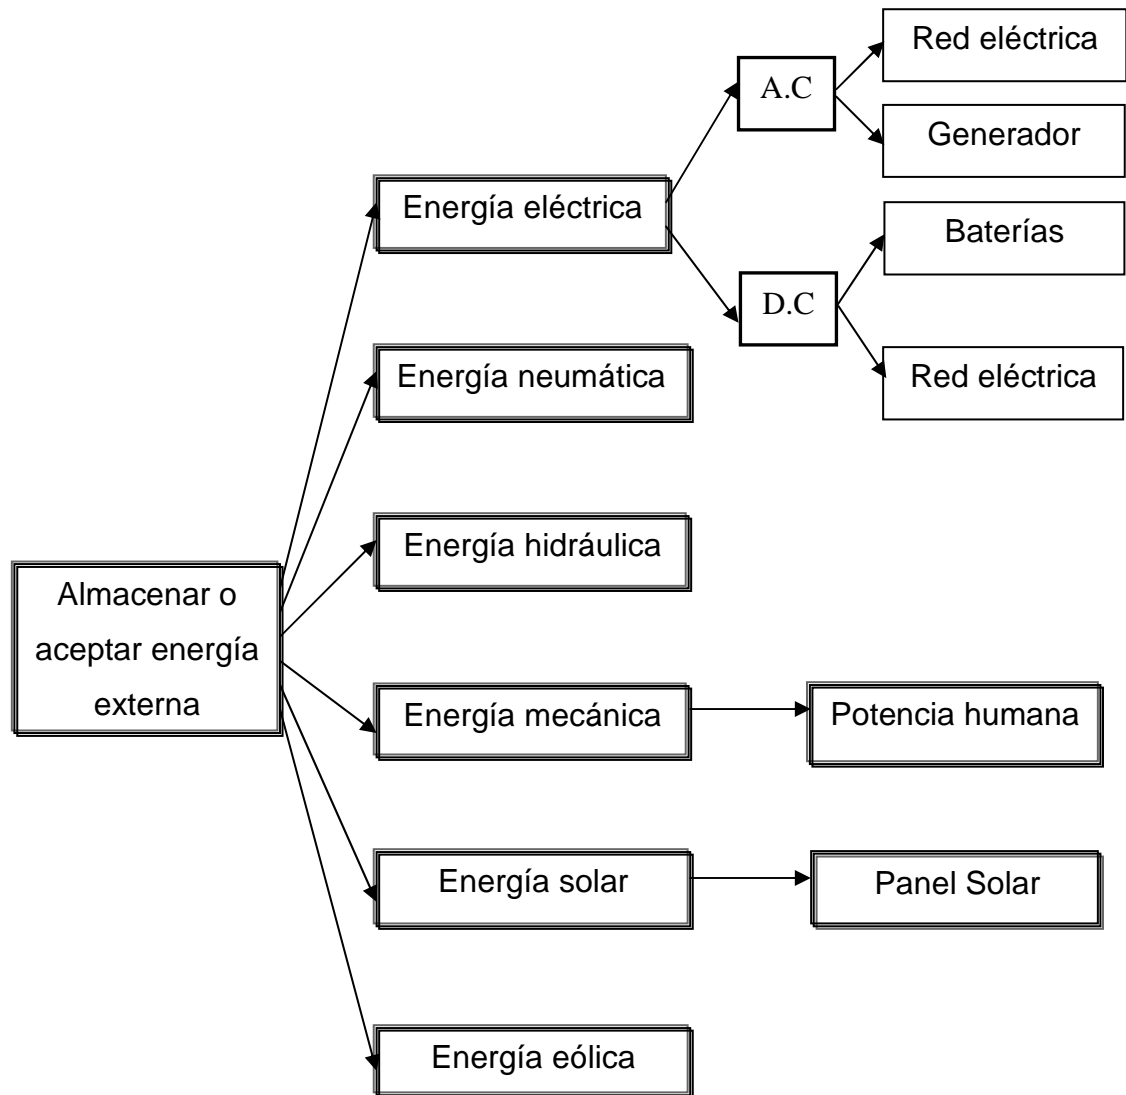 Red eléctrica
A.C
Generador
Energía eléctrica
Baterías
D.C
Red eléctrica
Energía neumática
Energía hidráulica
Almacenar o
aceptar energía
externa
Energía mecánica
Potencia humana
Energía solar
Panel Solar
Energía eólica